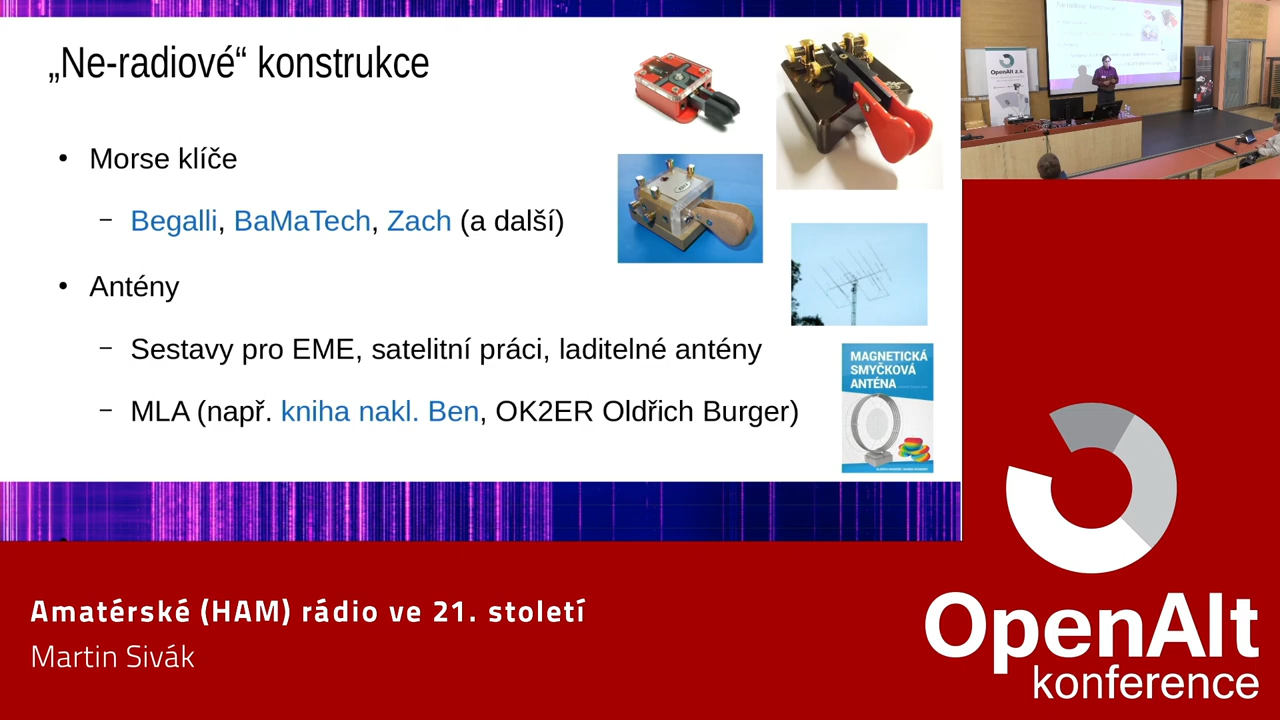 „Ne-radiové“ konstrukce
• Morse klíče
– Begalli, BaMaTech, Zach (a další)
• Antény
– Sestavy pro EME, satelitní práci, laditelné antény
– MLA (např. kniha nakl. Ben, OK2ER Oldřich Burger)
MAGNETICKÁ
SMYČKOVÁ
ANTÉNA
OpenAlt z.s.
Amatérské (HAM) rádio ve 21. století
Martin Sivák
OpenAlt
konference